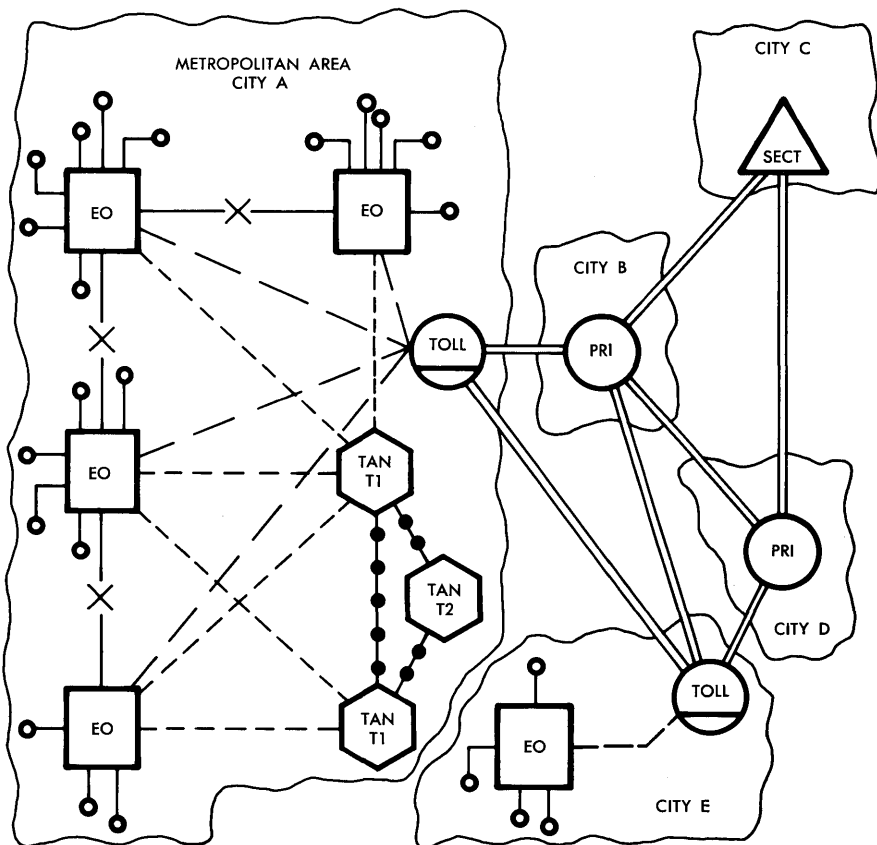 METROPOLITAN AREA
CITY A
CITY C
SECT
EO
EO
CITY B
TOLL
PRI
EO
TAN
T1
PRI
TAN
T2
CITY D
EO
TAN
T1
TOLL
EO
CITY E